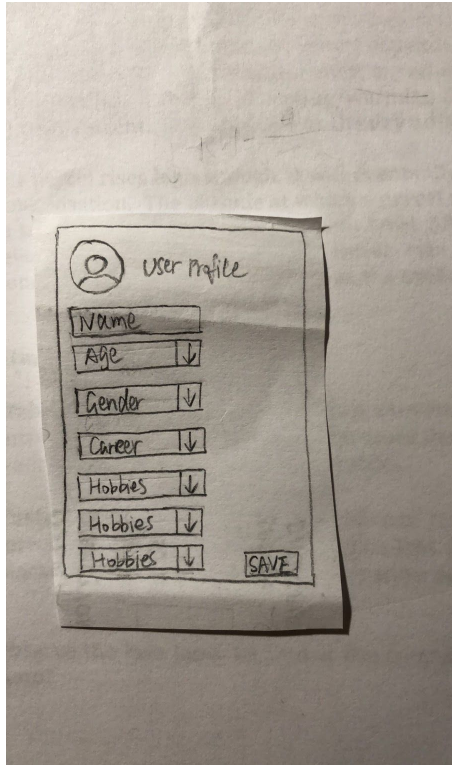 User Profile
Name
Age
Gender
Career
Hobbies
Hobbies
Hobbies
SAVE